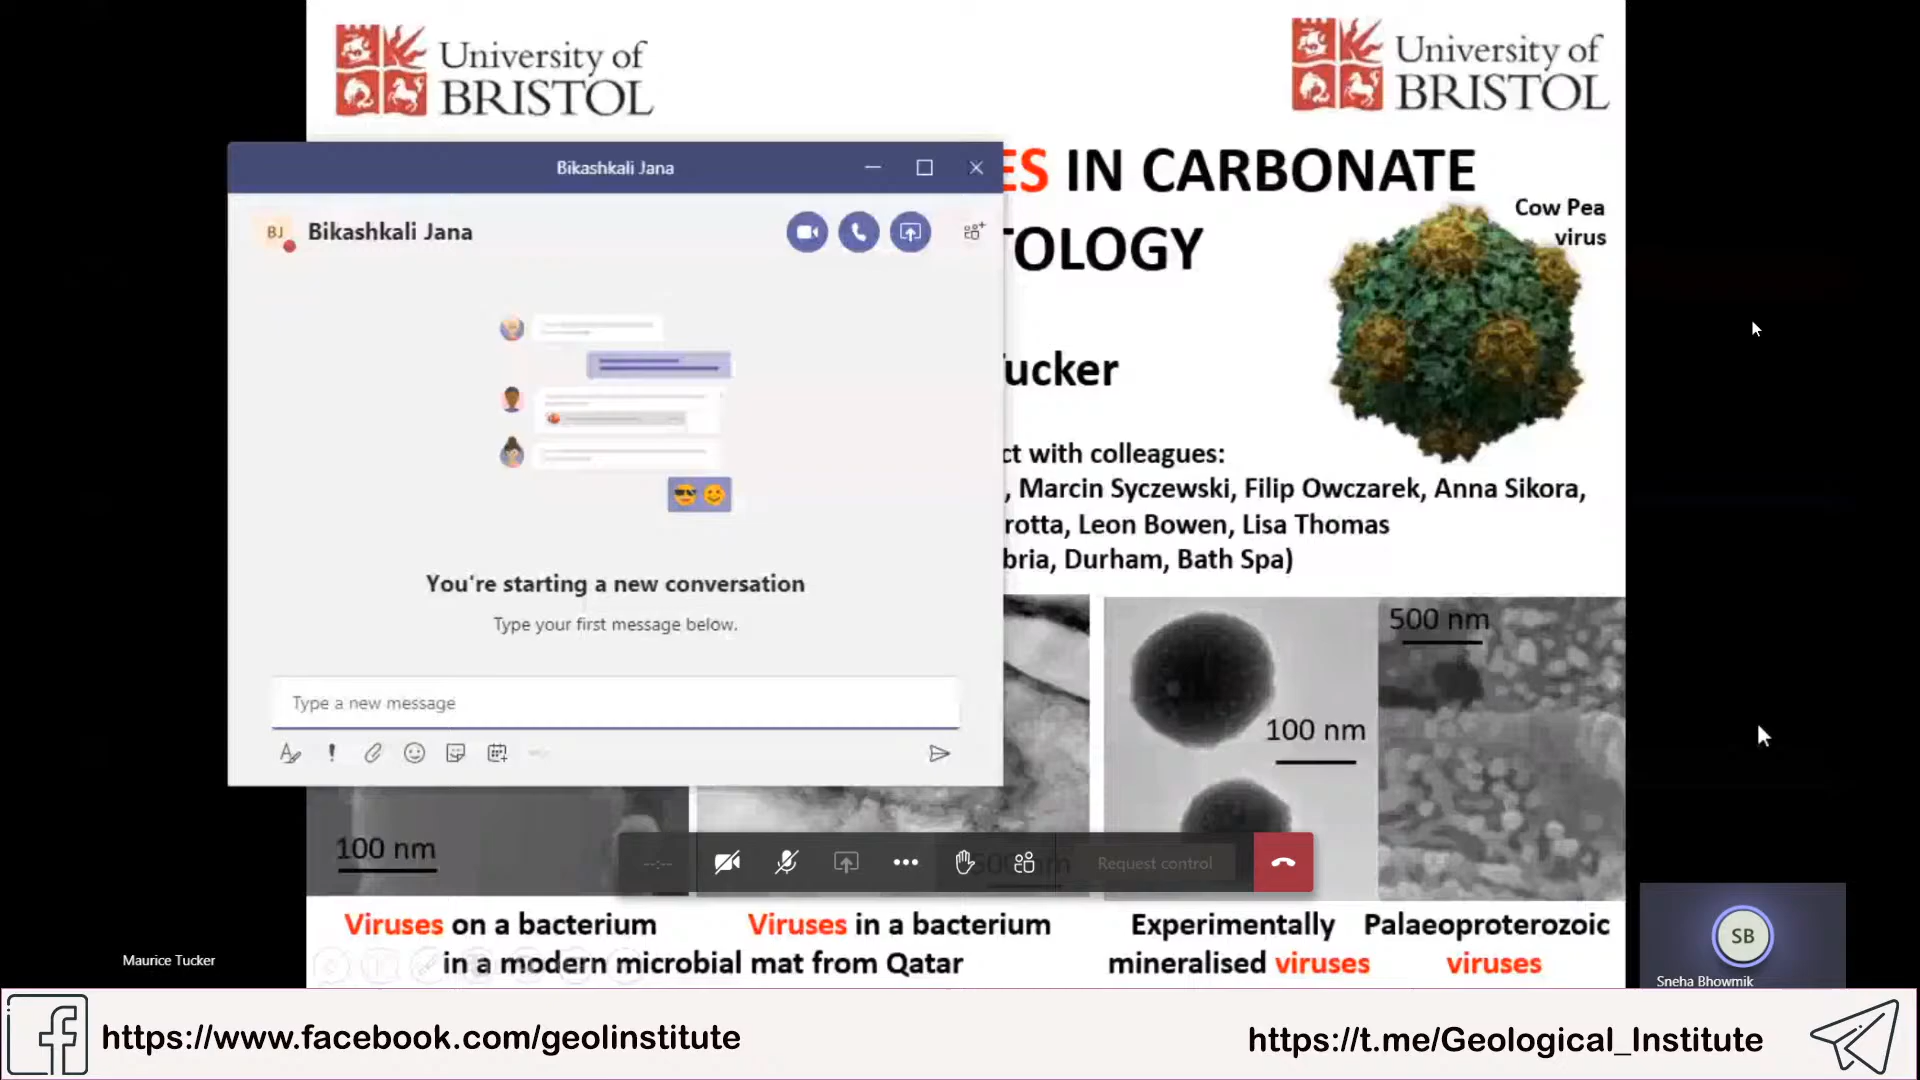 University of
BRISTOL
University of
BRISTOL
Bikashkali Jana
ES IN CARBONATE
Cow Pea
virus
BJ
Bikashkali Jana
TOLOGY
Tucker
ct with colleagues:
, Marcin Syczewski, Filip Owczarek, Anna Sikora,
rotta, Leon Bowen, Lisa Thomas
bria, Durham, Bath Spa)
You're starting a new conversation
Type your first message below.
Type a new message
500 nm
100 nm
100 nm
--:--
Request control
Viruses on a bacterium
in a modern microbial mat from Qatar
Viruses in a bacterium
Experimentally
mineralised viruses
Palaeoproterozoic
viruses
Maurice Tucker
SB
Sneha Bhowmik
https://www.facebook.com/geolinstitute
https://t.me/Geological_Institute